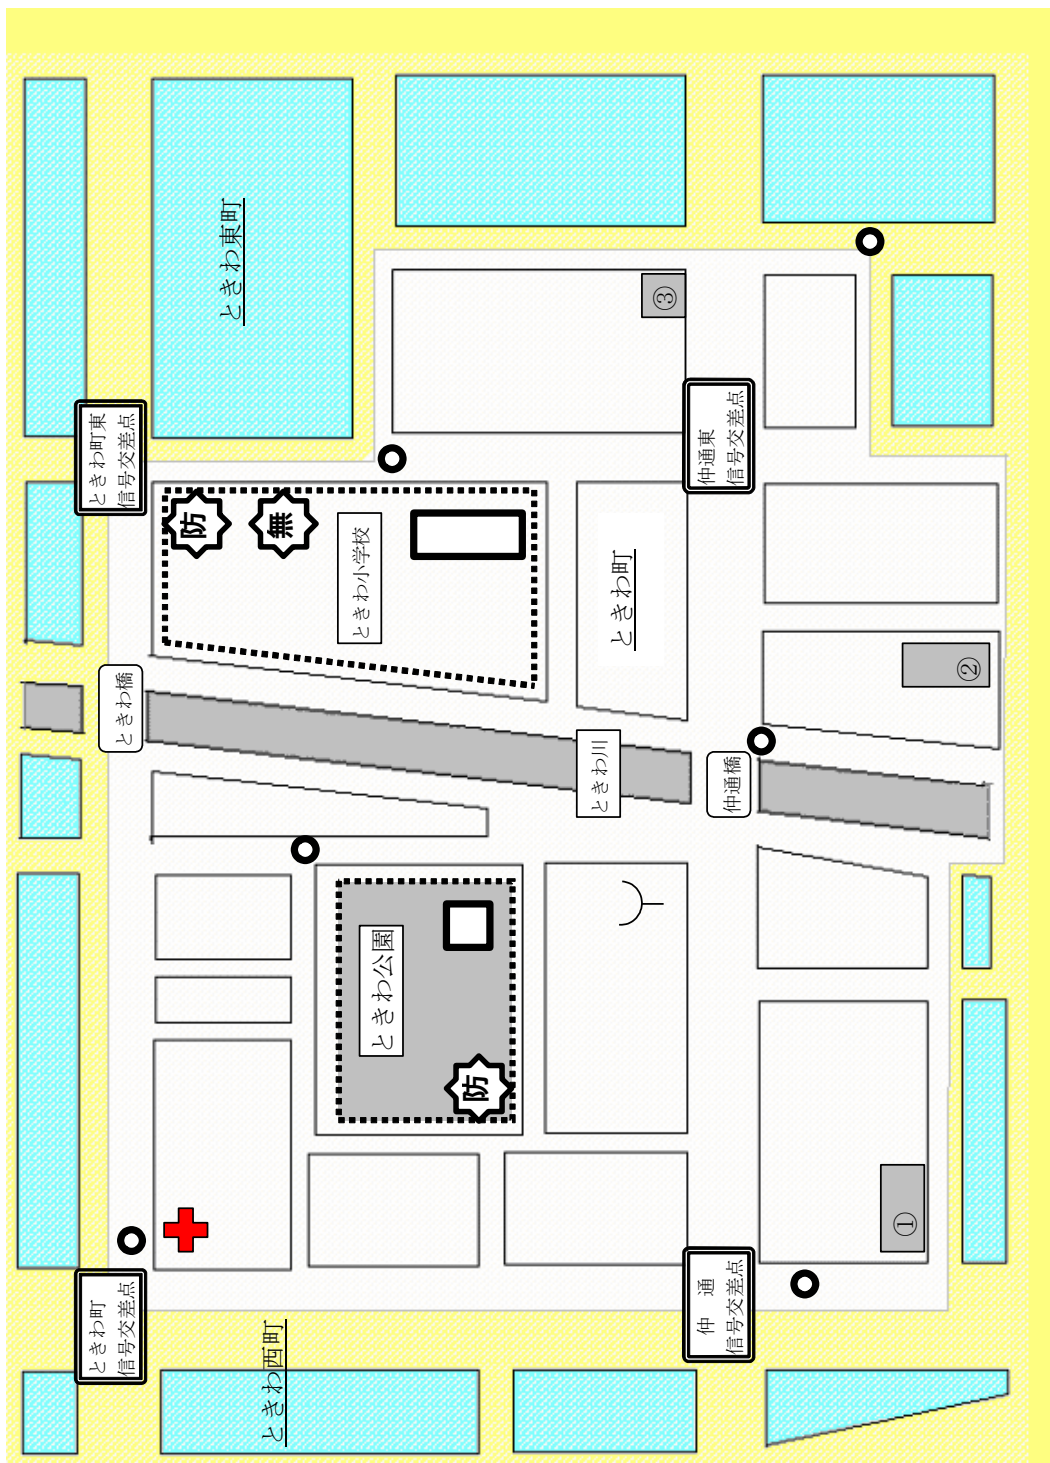 ときわ東町
ときわ町東
信号交差点
③
仲通東
信号交差点
防
無
ときわ小学校
ときわ町
②
ときわ橋
ときわ川
仲通橋
ときわ公園
防
①
ときわ町
信号交差点
仲 通
信号交差点
ときわ西町